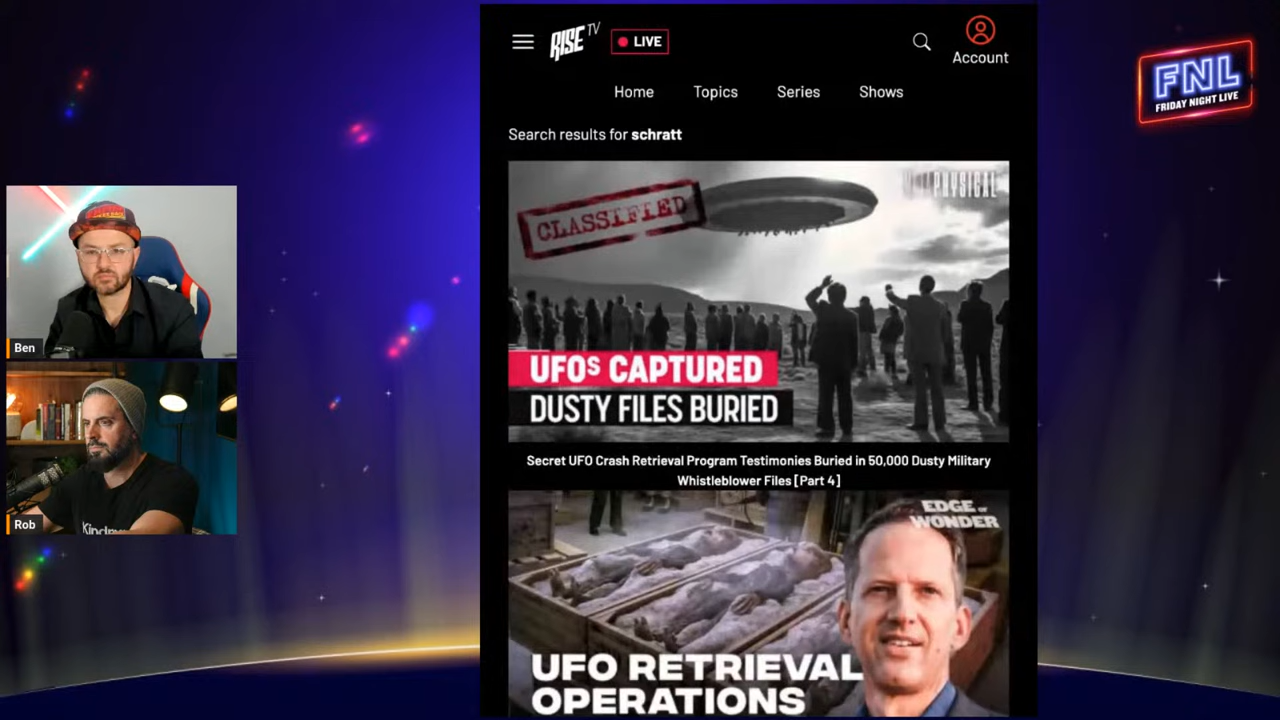 RISE TV
LIVE
Account
FNL
FRIDAY NIGHT LIVE
Home
Topics
Series
Shows
Search results for schratt
CLASSIFIED
PHYSICAL
UFOs CAPTURED
DUSTY FILES BURIED
Ben
Secret UFO Crash Retrieval Program Testimonies Buried in 50,000 Dusty Military
Whistleblower Files [Part 4]
EDGE OF
WONDER
Rob
UFO RETRIEVAL
OPERATIONS